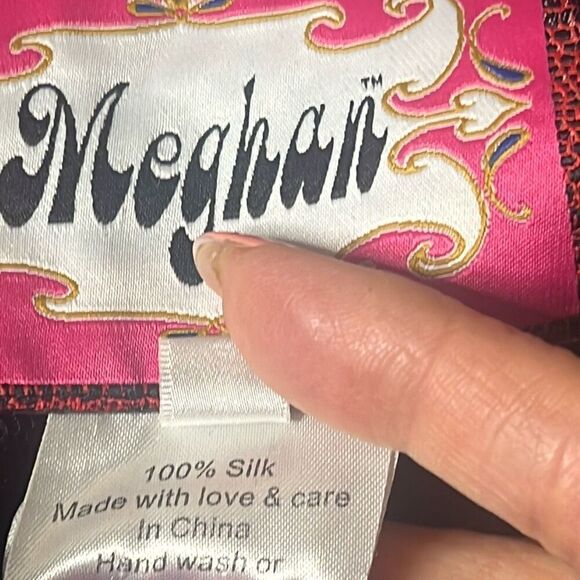 Meghan™
100% Silk
Made with love & care
In China
Hand wash or